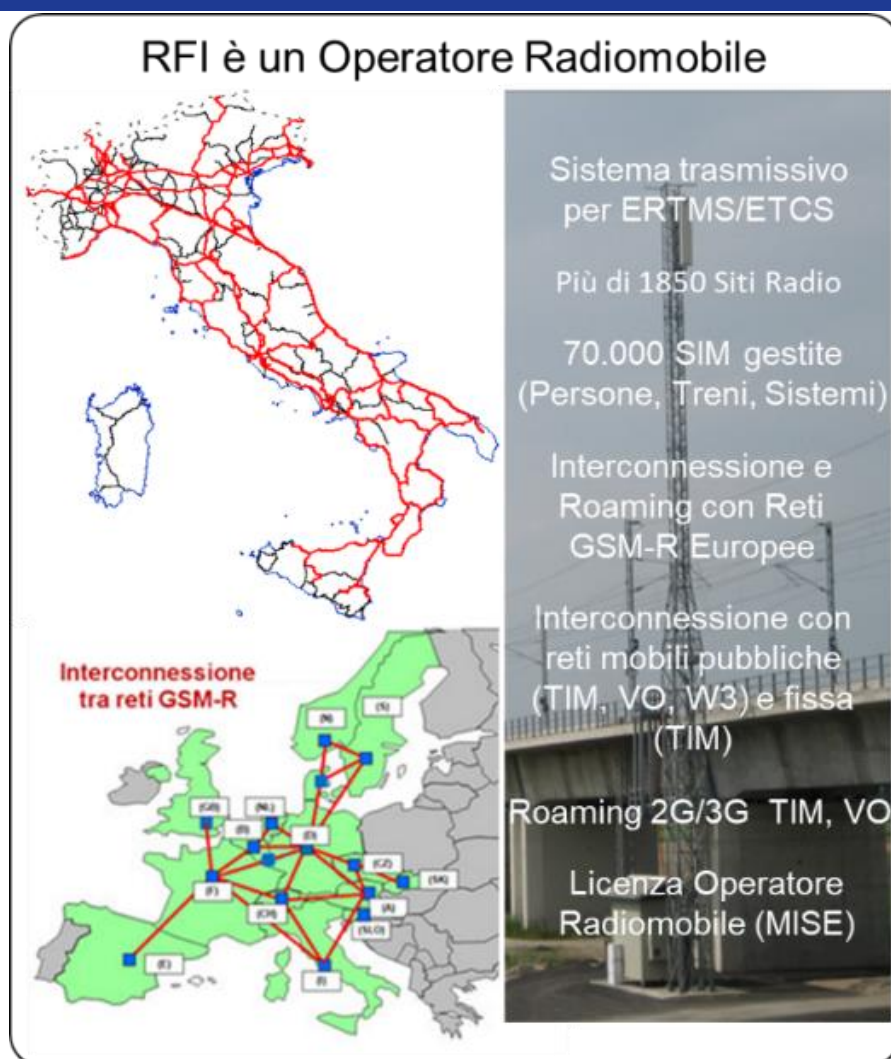 RFI è un Operatore Radiomobile
Sistema trasmissivo
per ERTMS/ETCS
Più di 1850 Siti Radio
70.000 SIM gestite
(Persone, Treni, Sistemi)
Interconnessione e
Roaming con Reti
GSM-R Europee
Interconnessione con
reti mobili pubbliche
(TIM, VO, W3) e fissa
(TIM)
Roaming 2G/3G TIM, VO
Licenza Operatore
Radiomobile (MISE)
Interconnessione
tra reti GSM-R
(N)
(S)
(GB)
(NL)
(B)
(D)
(CZ)
(SK)
(F)
(CH)
(A)
(SLO)
(E)
(I)